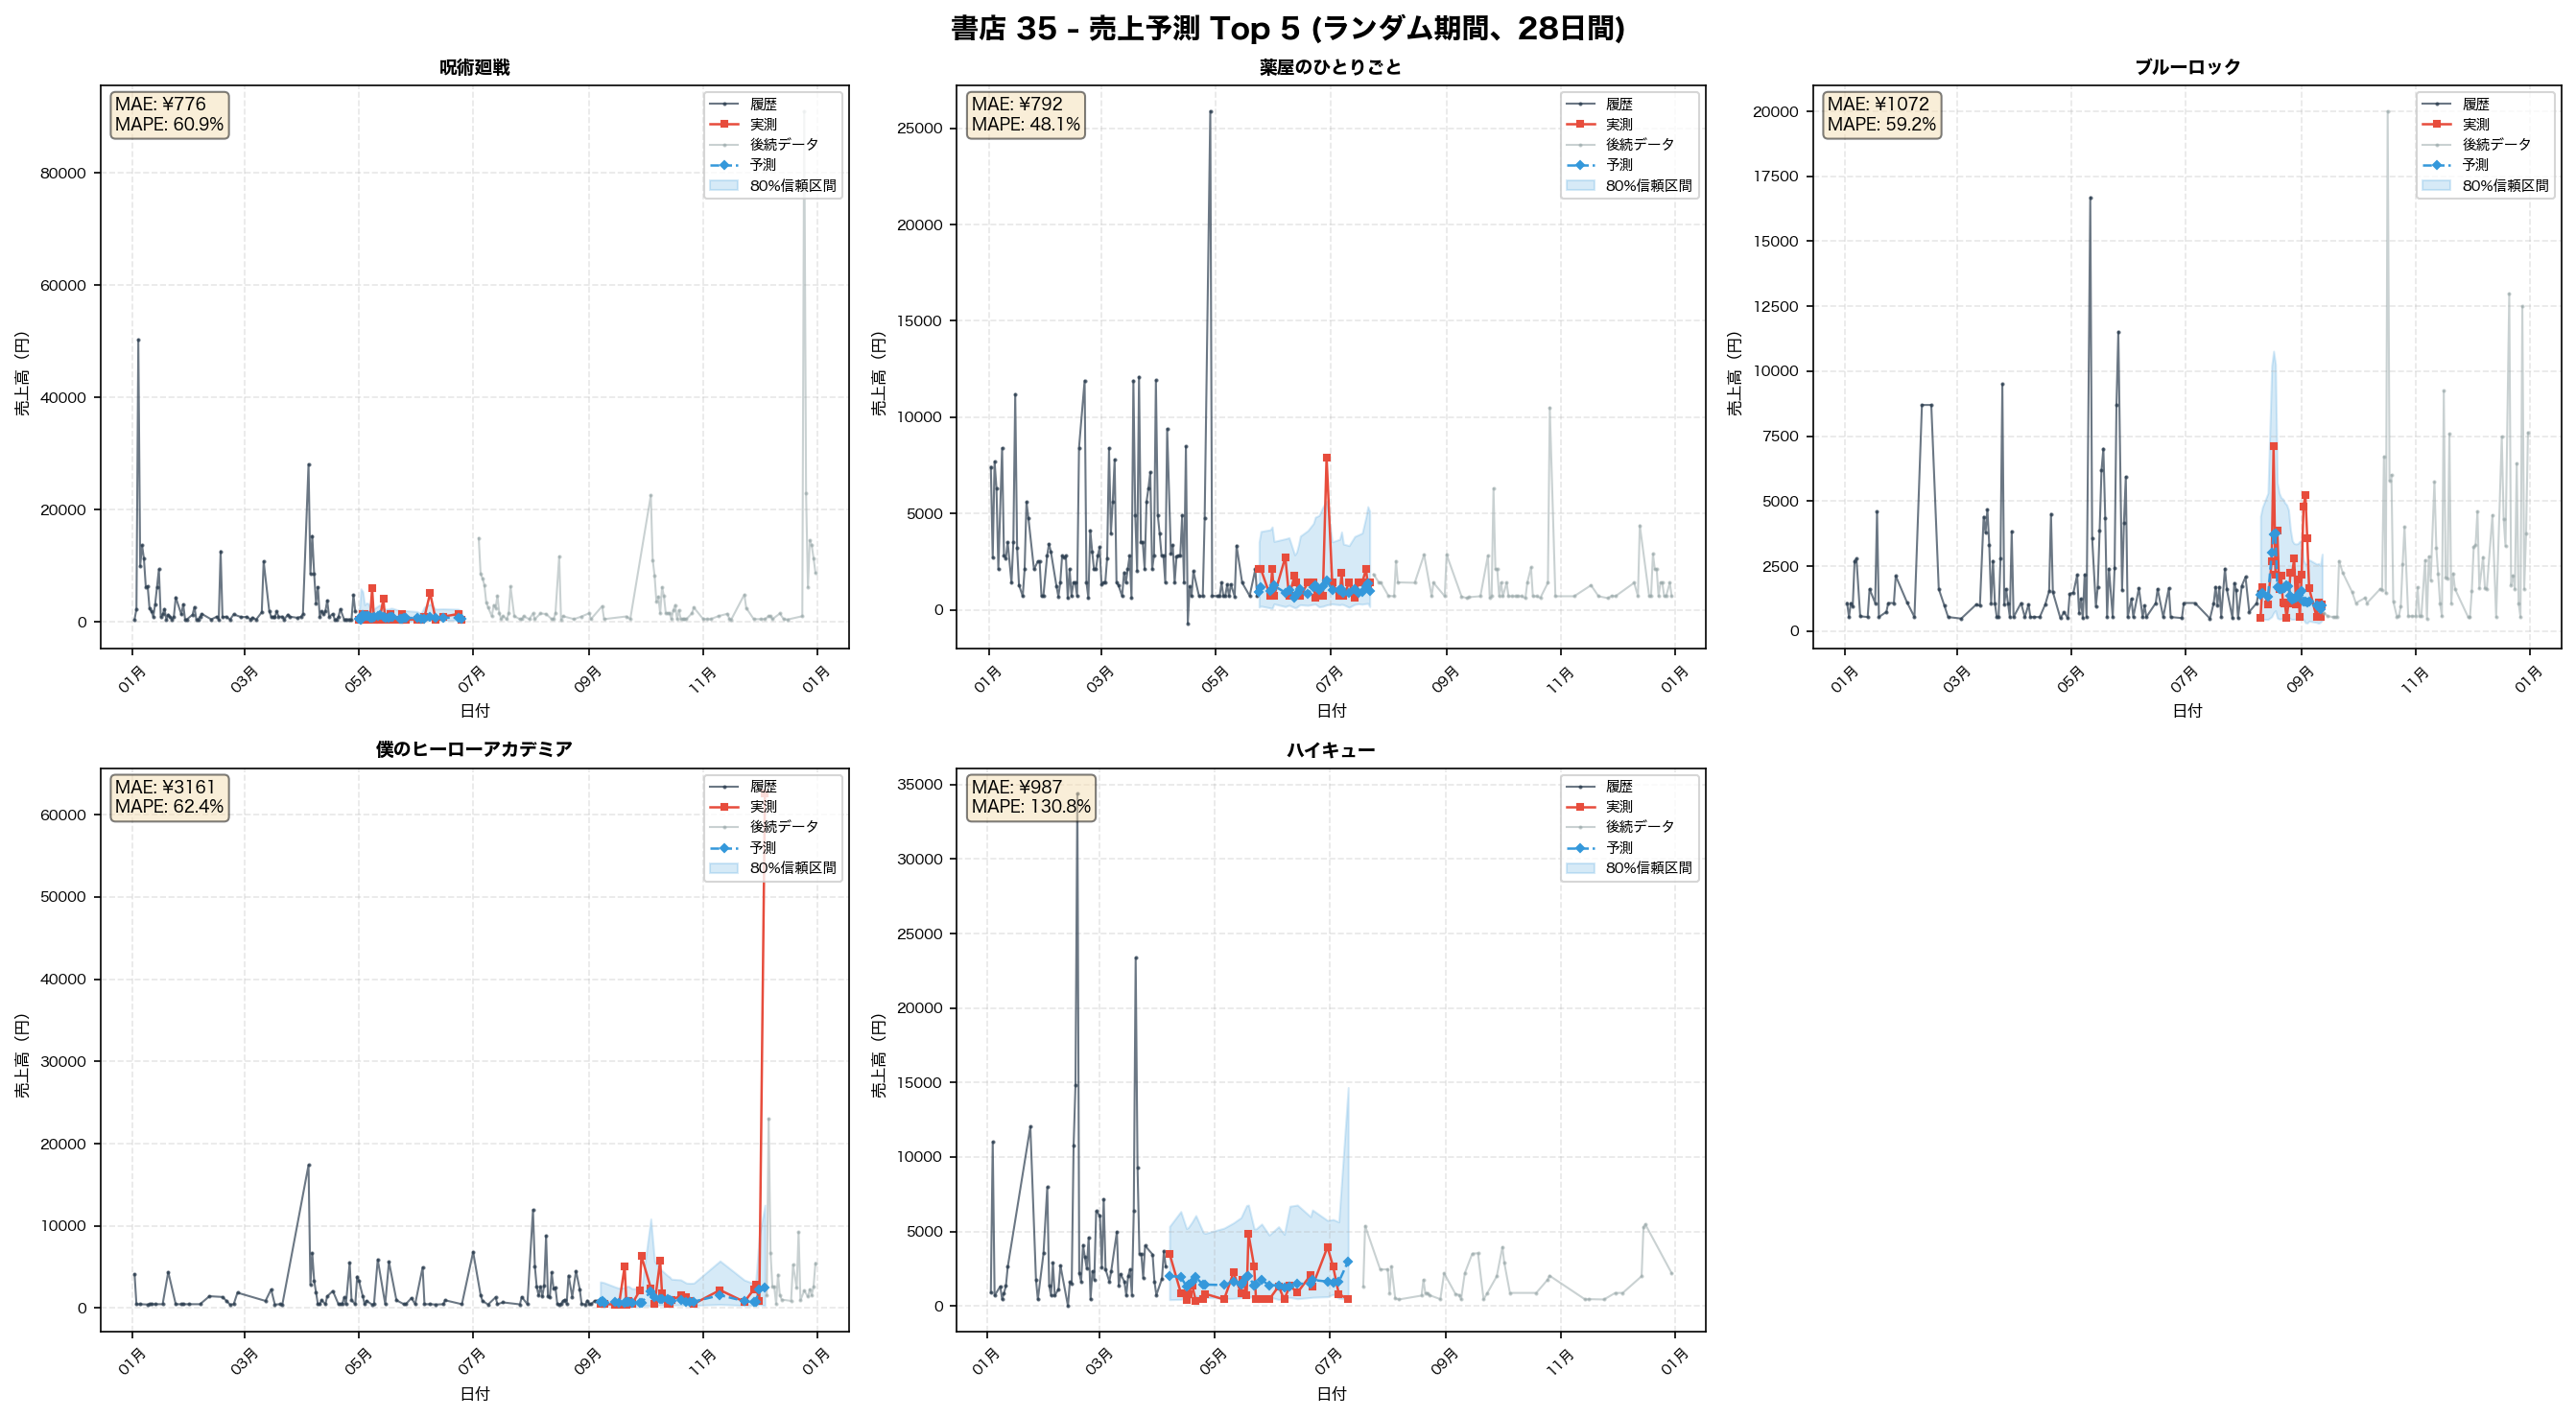 書店 35 - 売上予測 Top 5 (ランダム期間、28日間)
呪術廻戦
MAE: ¥776
MAPE: 60.9%
履歴
実測
後続データ
予測
80%信頼区間
売上高（円）
80000
60000
40000
20000
0
01月
03月
05月
07月
09月
11月
01月
日付
薬屋のひとりごと
MAE: ¥792
MAPE: 48.1%
履歴
実測
後続データ
予測
80%信頼区間
売上高（円）
25000
20000
15000
10000
5000
0
01月
03月
05月
07月
09月
11月
01月
日付
ブルーロック
MAE: ¥1072
MAPE: 59.2%
履歴
実測
後続データ
予測
80%信頼区間
売上高（円）
20000
17500
15000
12500
10000
7500
5000
2500
0
01月
03月
05月
07月
09月
11月
01月
日付
僕のヒーローアカデミア
MAE: ¥3161
MAPE: 62.4%
履歴
実測
後続データ
予測
80%信頼区間
売上高（円）
60000
50000
40000
30000
20000
10000
0
01月
03月
05月
07月
09月
11月
01月
日付
ハイキュー
MAE: ¥987
MAPE: 130.8%
履歴
実測
後続データ
予測
80%信頼区間
売上高（円）
35000
30000
25000
20000
15000
10000
5000
0
01月
03月
05月
07月
09月
11月
01月
日付